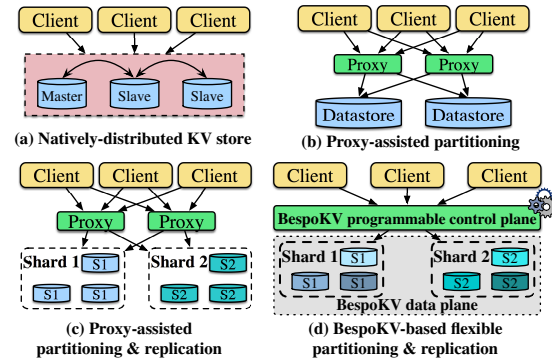 Client Client Client
Master Slave Slave
(a) Natively-distributed KV store
Client Client Client
Proxy Proxy
Datastore Datastore
(b) Proxy-assisted partitioning
Client Client Client
Proxy Proxy
Shard 1 S1 Shard 2 S2
S1 S1 S2 S2
(c) Proxy-assisted
partitioning & replication
Client Client Client
BespoKV programmable control plane
Shard 1 S1 Shard 2 S2
S1 S1 S2 S2
BespoKV data plane
(d) BespoKV-based flexible
partitioning & replication